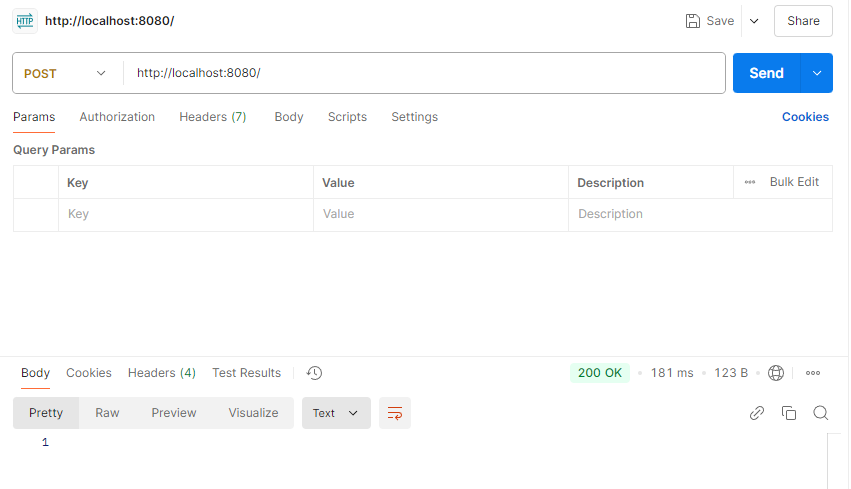 HTTP http://localhost:8080/ Save Share
POST http://localhost:8080/ Send
Params Authorization Headers (7) Body Scripts Settings Cookies
Query Params
Key Value Description Bulk Edit
Key Value Description
Body Cookies Headers (4) Test Results 200 OK 181 ms 123 B
Pretty Raw Preview Visualize Text
1